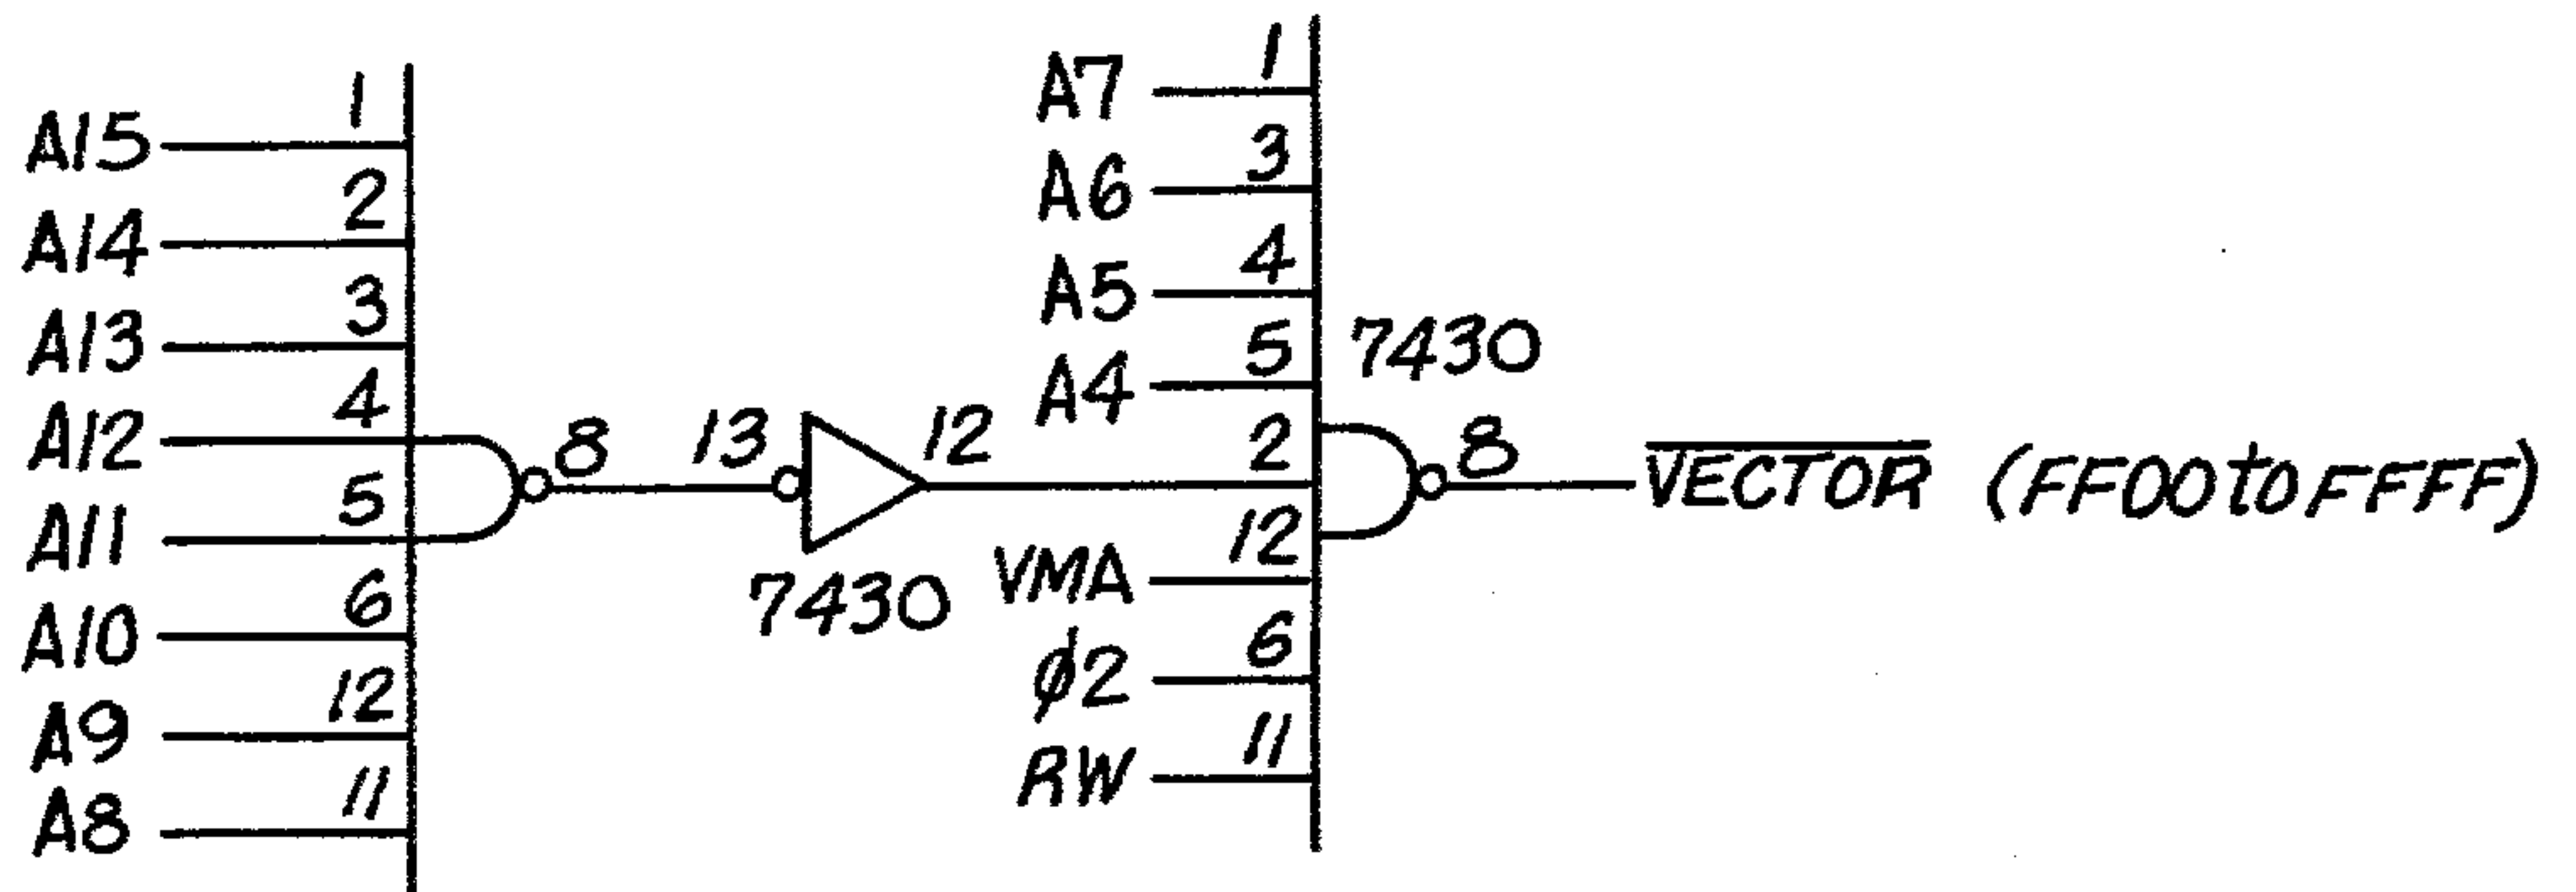 A15 1
A14 2
A13 3
A12 4
A11 5
A10 6
A9 12
A8 11
8
13
12
7430
A7 1
A6 3
A5 4
A4 5
2
VMA 12
φ2 6
RW 11
7430
8
VECTOR (FF00 to FFFF)